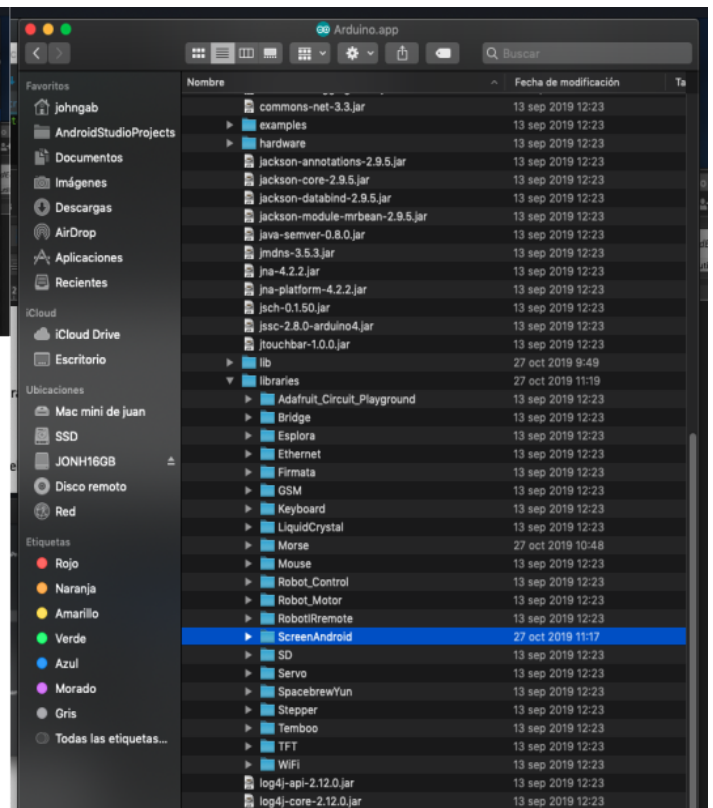 Arduino.app
Buscar
Favoritos
johngab
AndroidStudioProjects
Documentos
Imágenes
Descargas
AirDrop
Aplicaciones
Recientes
iCloud
iCloud Drive
Escritorio
Ubicaciones
Mac mini de juan
SSD
JONH16GB
Disco remoto
Red
Etiquetas
Rojo
Naranja
Amarillo
Verde
Azul
Morado
Gris
Todas las etiquetas...
Nombre Fecha de modificación Ta
commons-net-3.3.jar 13 sep 2019 12:23
examples 13 sep 2019 12:23
hardware 13 sep 2019 12:23
jackson-annotations-2.9.5.jar 13 sep 2019 12:23
jackson-core-2.9.5.jar 13 sep 2019 12:23
jackson-databind-2.9.5.jar 13 sep 2019 12:23
jackson-module-mrbean-2.9.5.jar 13 sep 2019 12:23
java-semver-0.8.0.jar 13 sep 2019 12:23
jmdns-3.5.3.jar 13 sep 2019 12:23
jna-4.2.2.jar 13 sep 2019 12:23
jna-platform-4.2.2.jar 13 sep 2019 12:23
jsch-0.1.50.jar 13 sep 2019 12:23
jssc-2.8.0-arduino4.jar 13 sep 2019 12:23
jtouchbar-1.0.0.jar 13 sep 2019 12:23
lib 27 oct 2019 9:49
libraries 27 oct 2019 11:19
Adafruit_Circuit_Playground 13 sep 2019 12:23
Bridge 13 sep 2019 12:23
Esplora 13 sep 2019 12:23
Ethernet 13 sep 2019 12:23
Firmata 13 sep 2019 12:23
GSM 13 sep 2019 12:23
Keyboard 13 sep 2019 12:23
LiquidCrystal 13 sep 2019 12:23
Morse 27 oct 2019 10:48
Mouse 13 sep 2019 12:23
Robot_Control 13 sep 2019 12:23
Robot_Motor 13 sep 2019 12:23
RobotIRremote 13 sep 2019 12:23
ScreenAndroid 27 oct 2019 11:17
SD 13 sep 2019 12:23
Servo 13 sep 2019 12:23
SpacebrewYun 13 sep 2019 12:23
Stepper 13 sep 2019 12:23
Temboo 13 sep 2019 12:23
TFT 13 sep 2019 12:23
WiFi 13 sep 2019 12:23
log4j-api-2.12.0.jar 13 sep 2019 12:23
log4j-core-2.12.0.jar 13 sep 2019 12:23